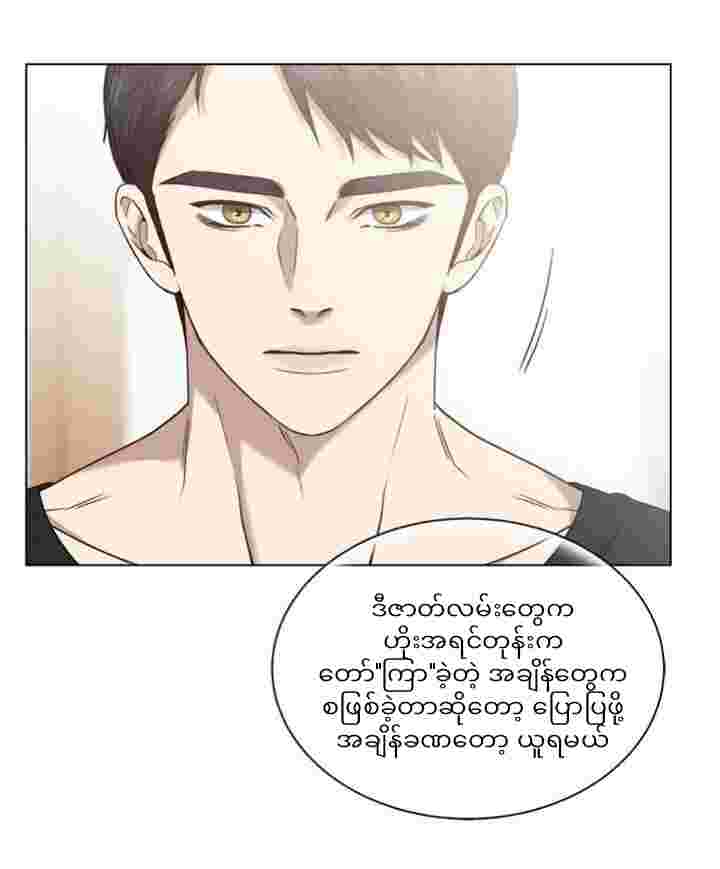 ဒီဇာတ်လမ်းတွေက
ဟိုးအရင်တုန်းက
တော်"ကြာ"ခဲ့တဲ့ အချိန်တွေက
စဖြစ်ခဲ့တာဆိုတော့ ပြောပြဖို့
အချိန်ခဏတော့ ယူရမယ်